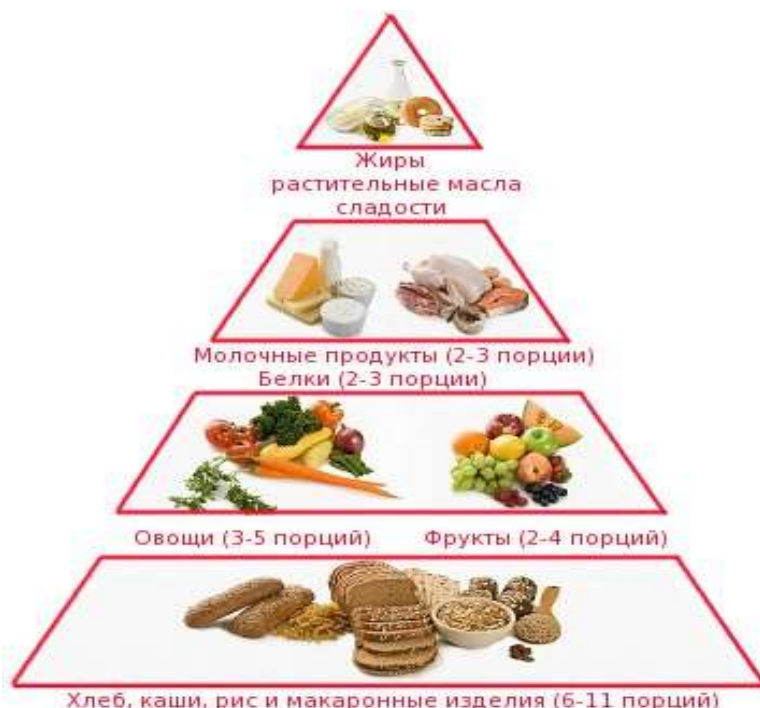 Жиры
растительные масла
сладости
Молочные продукты (2-3 порции)
Белки (2-3 порции)
Овощи (3-5 порций) Фрукты (2-4 порций)
Хлеб, каши, рис и макаронные изделия (6-11 порций)